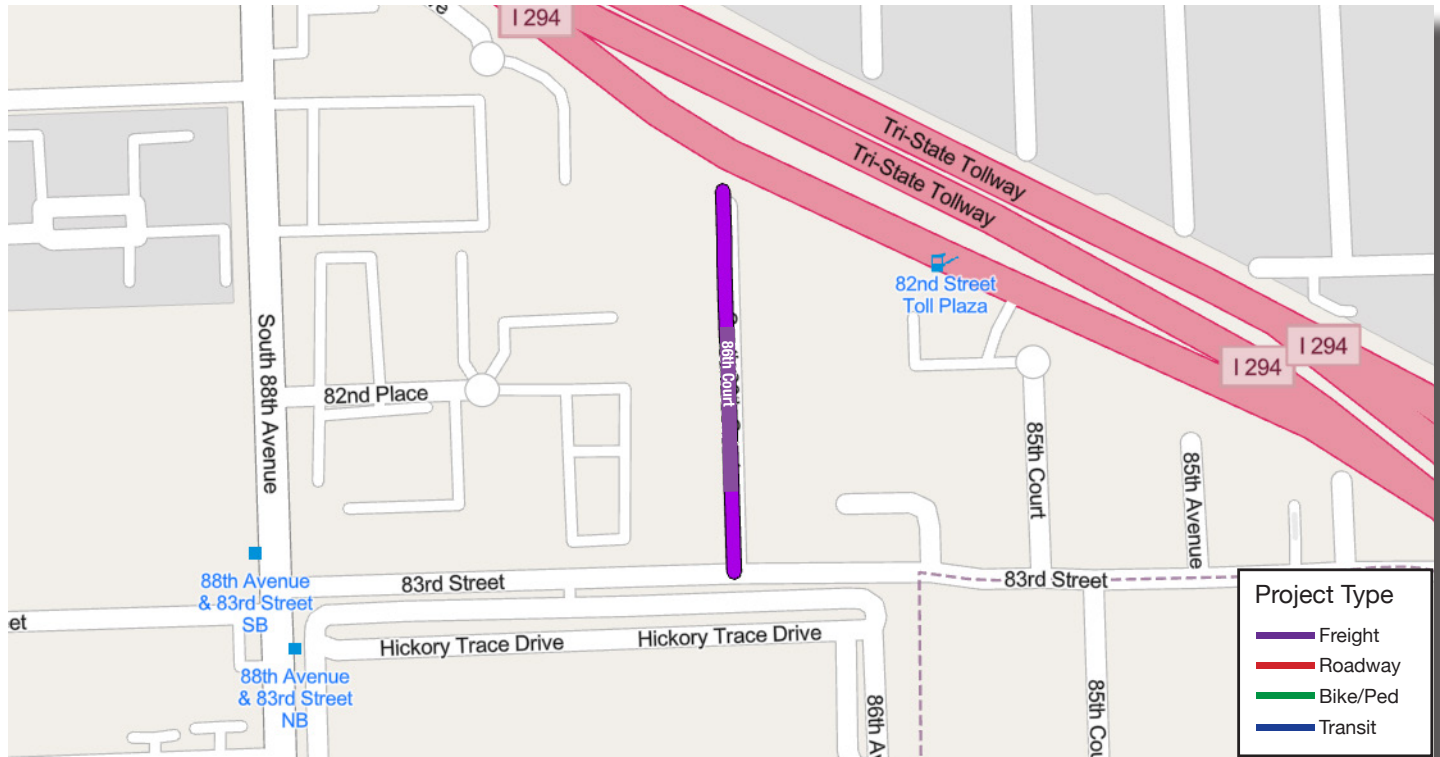 I 294
Tri-State Tollway
Tri-State Tollway
82nd Street
Toll Plaza
I 294
I 294
South 88th Avenue
86th Court
82nd Place
85th Court
85th Avenue
88th Avenue
& 83rd Street
SB
83rd Street
83rd Street
et
Hickory Trace Drive
Hickory Trace Drive
88th Avenue
& 83rd Street
NB
86th Av
85th Cou
Project Type
Freight
Roadway
Bike/Ped
Transit